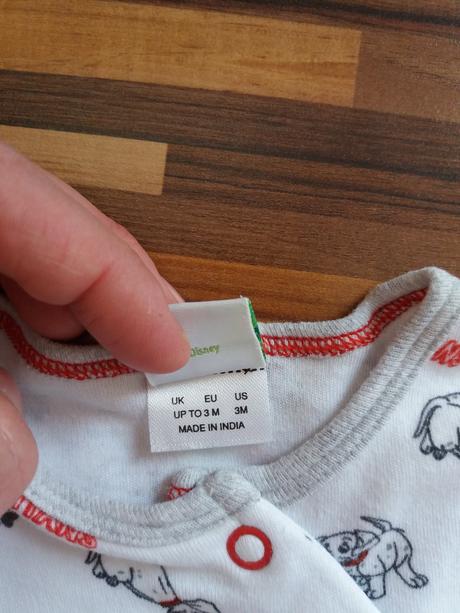 Disney
UK EU US
UP TO 3 M 3M
MADE IN INDIA